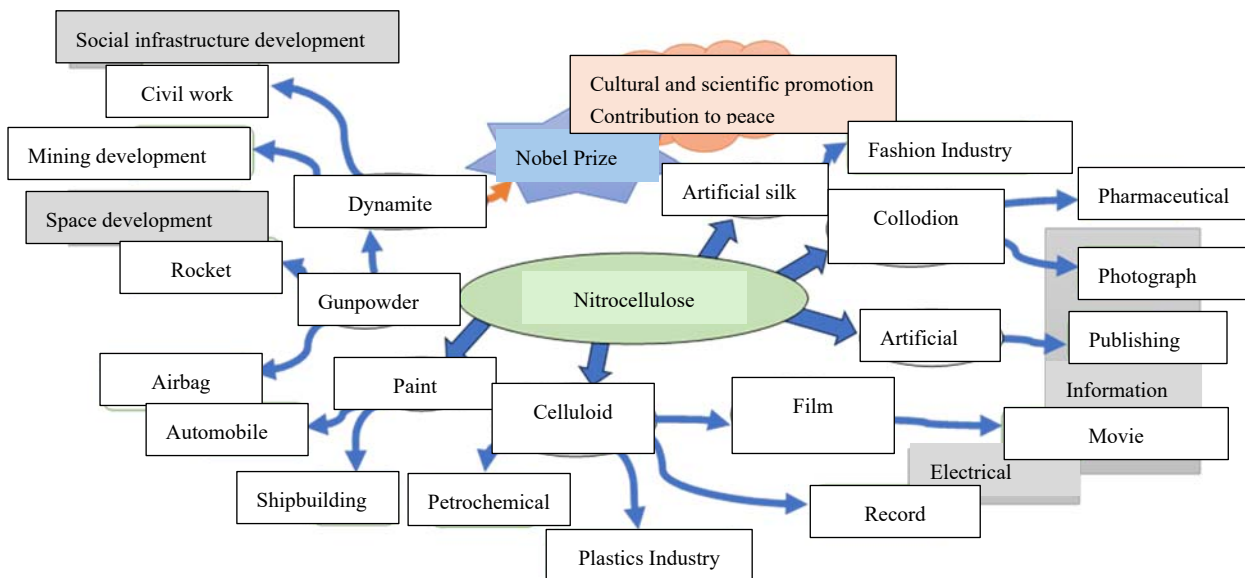 Social infrastructure development
Cultural and scientific promotion
Contribution to peace
Civil work
Mining development
Nobel Prize
Fashion Industry
Dynamite
Artificial silk
Pharmaceutical
Space development
Collodion
Rocket
Photograph
Gunpowder
Nitrocellulose
Artificial
Publishing
Airbag
Paint
Celluloid
Film
Information
Automobile
Movie
Electrical
Shipbuilding
Petrochemical
Record
Plastics Industry